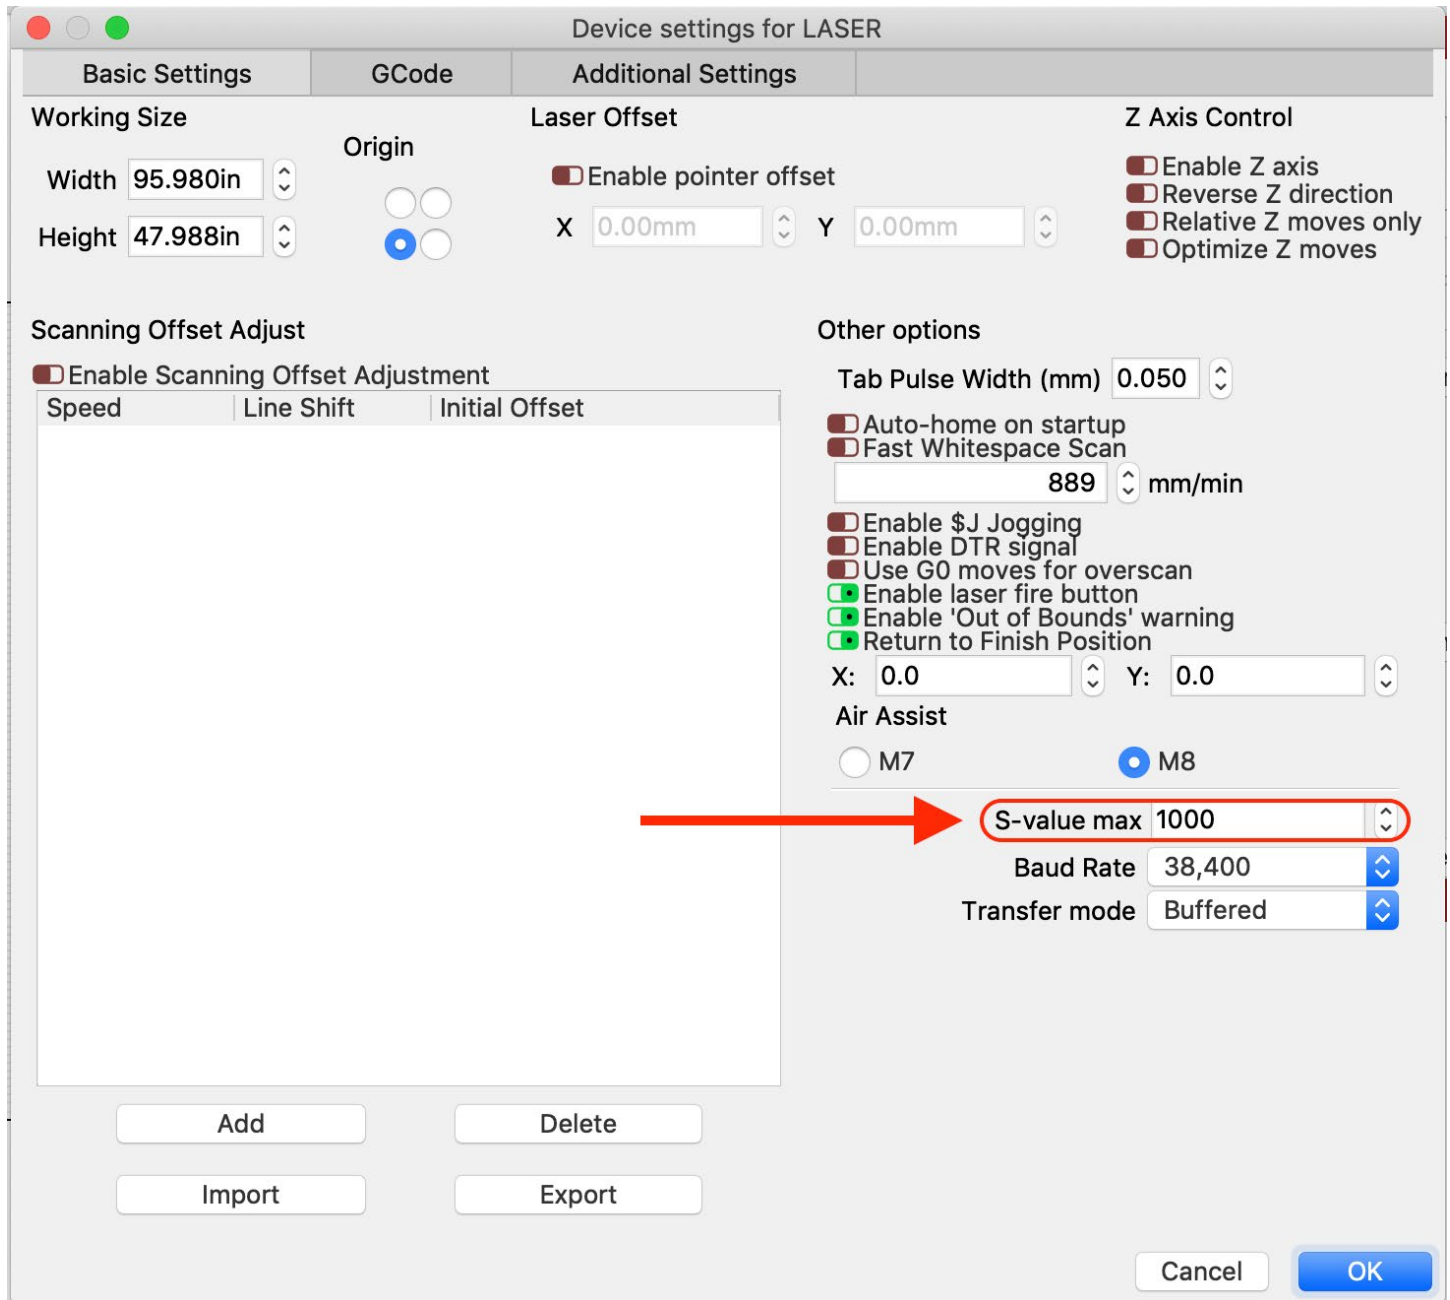 Device settings for LASER
Basic Settings
GCode
Additional Settings
Working Size
Width 95.980in
Height 47.988in
Origin
Laser Offset
Enable pointer offset
X 0.00mm Y 0.00mm
Z Axis Control
Enable Z axis
Reverse Z direction
Relative Z moves only
Optimize Z moves
Scanning Offset Adjust
Enable Scanning Offset Adjustment
Speed Line Shift Initial Offset
Add Delete
Import Export
Other options
Tab Pulse Width (mm) 0.050
Auto-home on startup
Fast Whitespace Scan
889 mm/min
Enable $J Jogging
Enable DTR signal
Use G0 moves for overscan
Enable laser fire button
Enable 'Out of Bounds' warning
Return to Finish Position
X: 0.0 Y: 0.0
Air Assist
M7 M8
S-value max 1000
Baud Rate 38,400
Transfer mode Buffered
Cancel OK